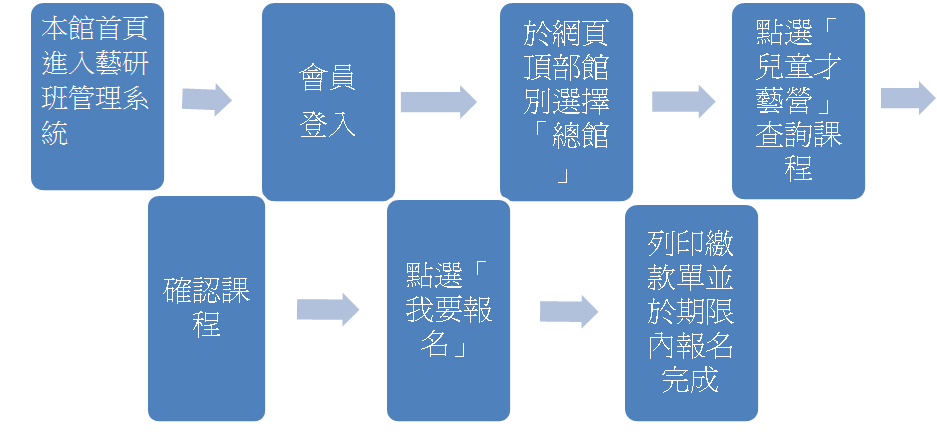 本館首頁
進入藝研
班管理系
統
會員
登入
於網頁
頂部館
別選擇
「總館
」
點選「
兒童才
藝營」
查詢課
程
確認課
程
點選「
我要報
名」
列印繳
款單並
於期限
內報名
完成